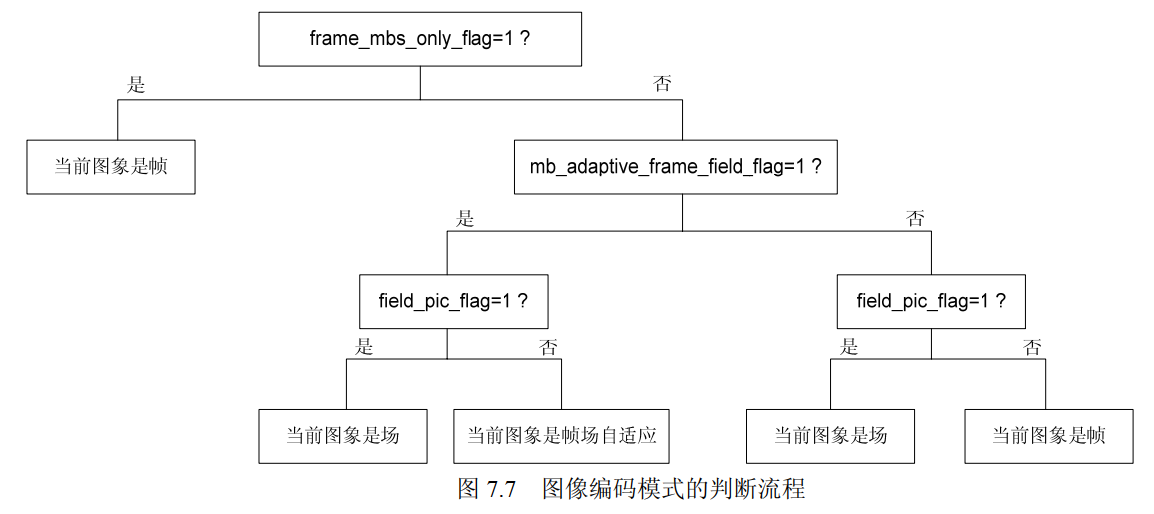 frame_mbs_only_flag=1 ?
是
否
当前图象是帧
mb_adaptive_frame_field_flag=1 ?
是
否
field_pic_flag=1 ?
field_pic_flag=1 ?
是
否
是
否
当前图象是场
当前图象是帧场自适应
当前图象是场
当前图象是帧
图 7.7 图像编码模式的判断流程